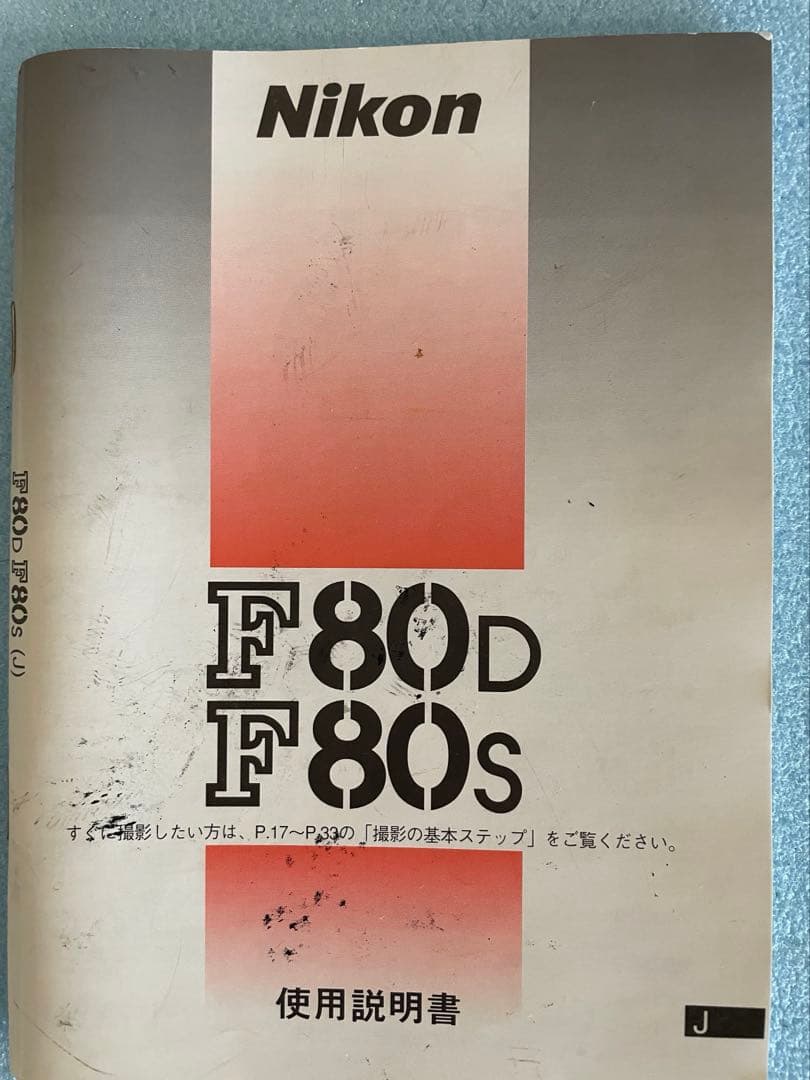 Nikon
F80D
F80S
すぐに撮影したい方は、P.17〜P.33の「撮影の基本ステップ」をご覧ください。
使用説明書
J
F80D F80S (J)